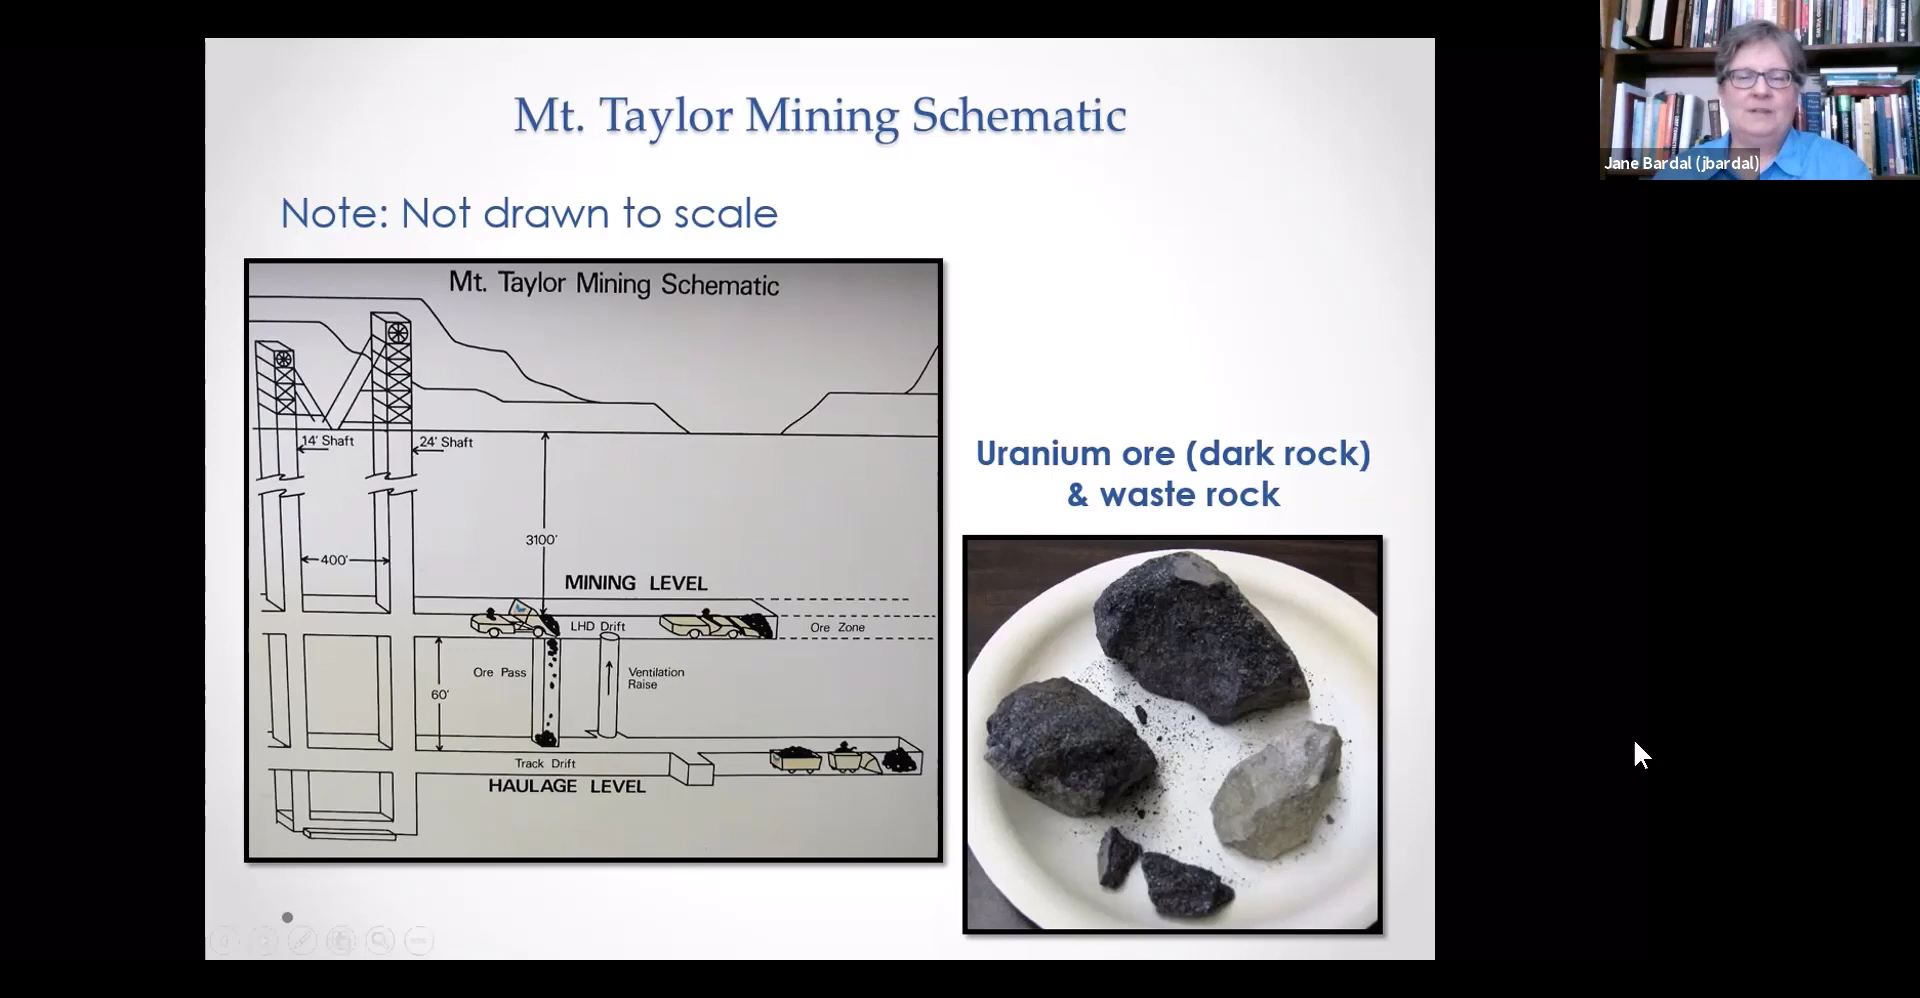 Mt. Taylor Mining Schematic
Jane Bardal (jbardal)
Note: Not drawn to scale
Mt. Taylor Mining Schematic
14' Shaft
24' Shaft
3100'
400'
MINING LEVEL
LHD Drift
Ore Zone
Ore Pass
Ventilation
Raise
60'
Track Drift
HAULAGE LEVEL
Uranium ore (dark rock)
& waste rock